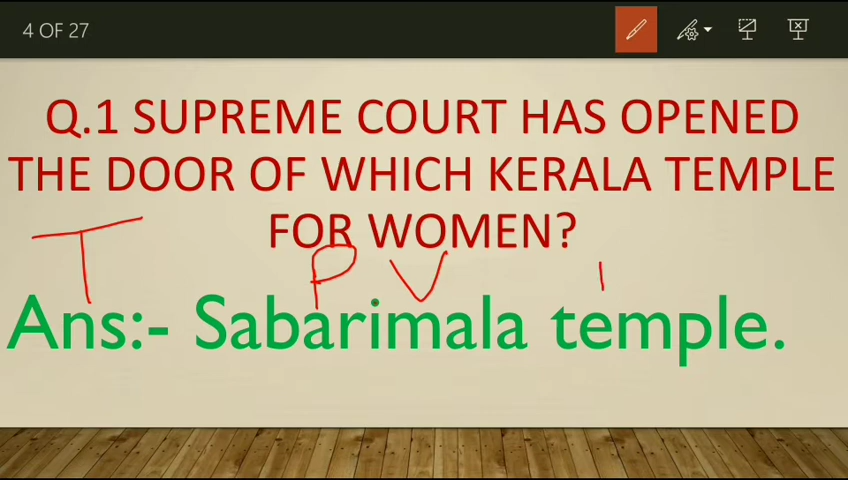 4 OF 27
Q.1 SUPREME COURT HAS OPENED
THE DOOR OF WHICH KERALA TEMPLE
FOR WOMEN?
T P V I
Ans:- Sabarimala temple.